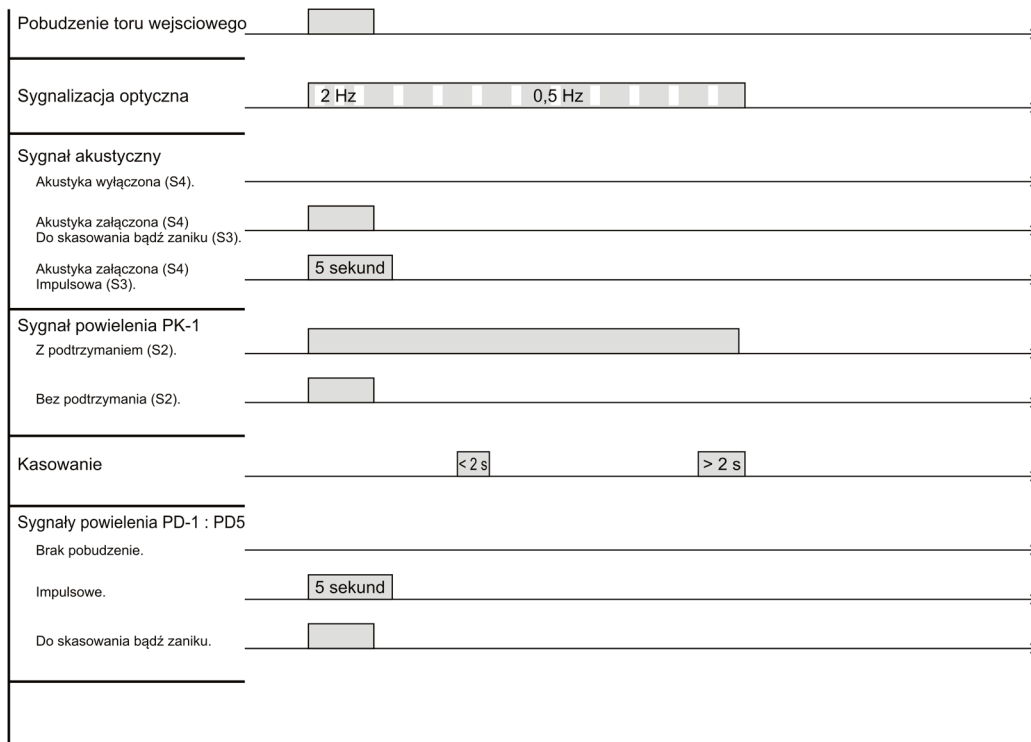 Pobudzenie toru wejsciowego
Sygnalizacja optyczna
2 Hz 0,5 Hz
Sygnał akustyczny
Akustyka wyłączona (S4).
Akustyka załączona (S4)
Do skasowania bądź zaniku (S3).
Akustyka załączona (S4)
Impulsowa (S3).
5 sekund
Sygnał powielenia PK-1
Z podtrzymaniem (S2).
Bez podtrzymania (S2).
Kasowanie
< 2 s > 2 s
Sygnały powielenia PD-1 : PD5
Brak pobudzenie.
Impulsowe.
5 sekund
Do skasowania bądź zaniku.